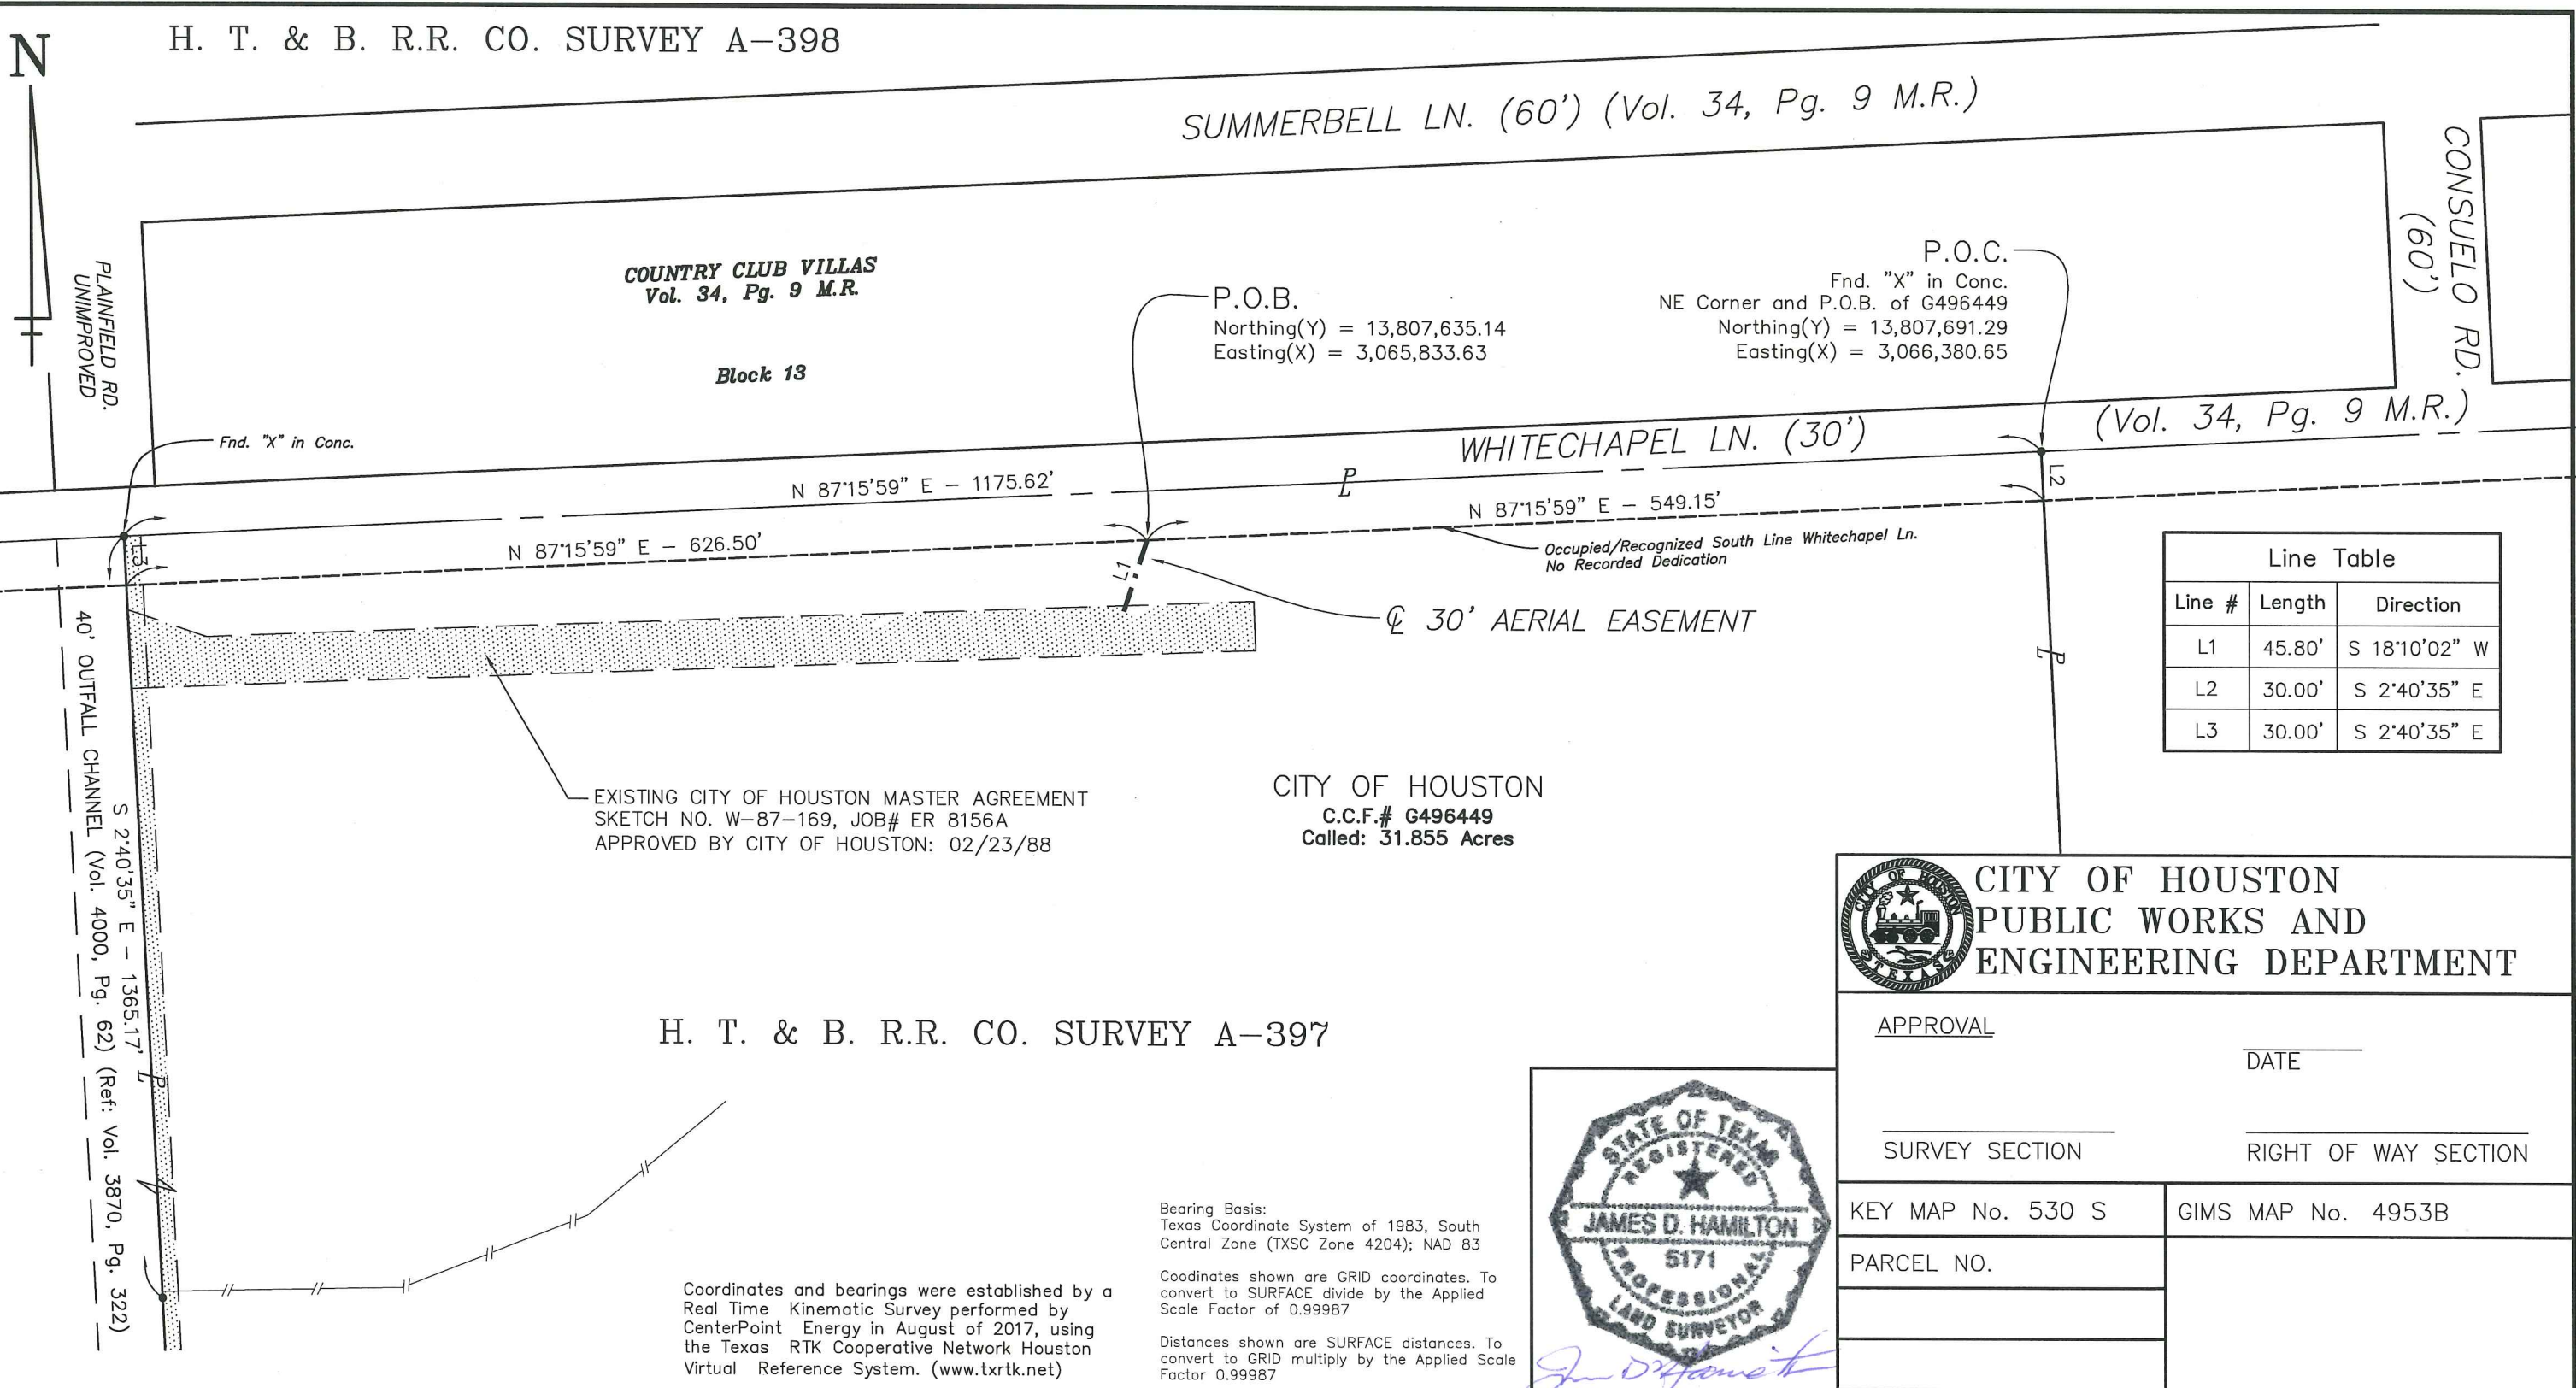 H. T. & B. R.R. CO. SURVEY A-398
N
SUMMERBELL LN. (60') (Vol. 34, Pg. 9 M.R.)
CONSUELO RD.
(60')
PLAINFIELD RD.
UNIMPROVED
COUNTRY CLUB VILLAS
Vol. 34, Pg. 9 M.R.
Block 13
P.O.B.
Northing(Y) = 13,807,635.14
Easting(X) = 3,065,833.63
P.O.C.
Fnd. "X" in Conc.
NE Corner and P.O.B. of G496449
Northing(Y) = 13,807,691.29
Easting(X) = 3,066,380.65
Fnd. "X" in Conc.
WHITECHAPEL LN. (30')
(Vol. 34, Pg. 9 M.R.)
N 87°15'59" E - 1175.62'
PL
L2
N 87°15'59" E - 549.15'
N 87°15'59" E - 626.50'
L3
L1
Occupied/Recognized South Line Whitechapel Ln.
No Recorded Dedication
CL 30' AERIAL EASEMENT
PL
Line Table
Line # Length Direction
L1 45.80' S 18°10'02" W
L2 30.00' S 2°40'35" E
L3 30.00' S 2°40'35" E
EXISTING CITY OF HOUSTON MASTER AGREEMENT
SKETCH NO. W-87-169, JOB# ER 8156A
APPROVED BY CITY OF HOUSTON: 02/23/88
CITY OF HOUSTON
C.C.F.# G496449
Called: 31.855 Acres
40' OUTFALL CHANNEL (Vol. 4000, Pg. 62) (Ref: Vol. 3870, Pg. 322)
S 2°40'35" E - 1365.17'
PL
H. T. & B. R.R. CO. SURVEY A-397
CITY OF HOUSTON
TEXAS
CITY OF HOUSTON
PUBLIC WORKS AND
ENGINEERING DEPARTMENT
APPROVAL
DATE
SURVEY SECTION
RIGHT OF WAY SECTION
KEY MAP No. 530 S
GIMS MAP No. 4953B
PARCEL NO.
STATE OF TEXAS
REGISTERED
JAMES D. HAMILTON
5171
PROFESSIONAL
LAND SURVEYOR
Bearing Basis:
Texas Coordinate System of 1983, South
Central Zone (TXSC Zone 4204); NAD 83
Coodinates shown are GRID coordinates. To
convert to SURFACE divide by the Applied
Scale Factor of 0.99987
Distances shown are SURFACE distances. To
convert to GRID multiply by the Applied Scale
Factor 0.99987
Coordinates and bearings were established by a
Real Time Kinematic Survey performed by
CenterPoint Energy in August of 2017, using
the Texas RTK Cooperative Network Houston
Virtual Reference System. (www.txrtk.net)